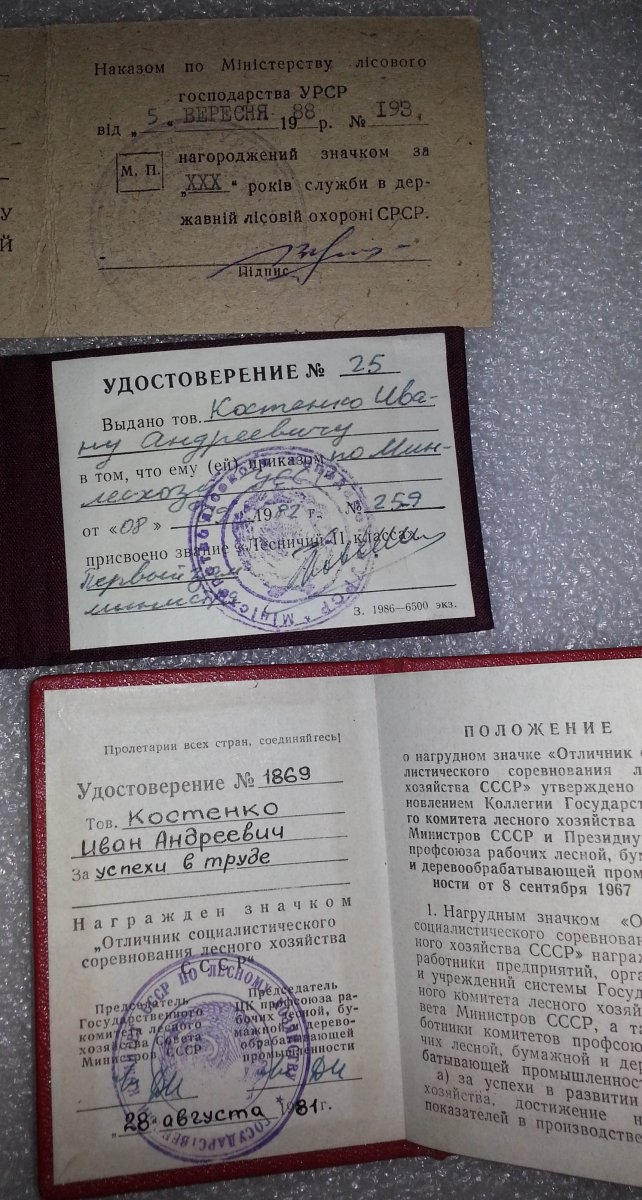 Наказом по Міністерству лісового
господарства УРСР
від „ 5 “ ВЕРЕСНЯ 1988 р. № 193.
М. П.
нагороджений значком за
„XXX“ років служби в дер-
жавній лісовій охороні СРСР.
Підпис
У
Й
УДОСТОВЕРЕНИЕ № 25
Выдано тов. Костенко Ива-
ну Андреевичу
в том, что ему (ей) приказом по Мин-
лесхозу УССР
от «08» 1982 г. № 259
присвоено звание «Лесничий II класса»
Первый зам
министра
З. 1986—6500 экз.
Пролетарии всех стран, соединяйтесь!
Удостоверение № 1869
Тов. Костенко
Иван Андреевич
За успехи в труде
Награжден значком
„Отличник социалистического
соревнования лесного хозяйства
СССР“
Председатель
Государственного
комитета лесного
хозяйства Совета
Министров СССР
Председатель
ЦК профсоюза ра-
бочих лесной, бу-
мажной и дерево-
обрабатывающей
промышленности
„28“ августа 1981 г.
ПОЛОЖЕНИЕ
о нагрудном значке «Отличник
листического соревнования л
хозяйства СССР» утверждено
новлением Коллегии Государст
го комитета лесного хозяйства
Министров СССР и Президиу
профсоюза рабочих лесной, бу
и деревообрабатывающей пром
ности от 8 сентября 1967
1. Нагрудным значком «О
социалистического соревнован
ного хозяйства СССР» награж
работники предприятий, орга
и учреждений системы Госуд
ного комитета лесного хозяй
вета Министров СССР, а та
ботники комитетов профсою
чих лесной, бумажной и дер
батывающей промышленност
а) за успехи в развитии
хозяйства, достижение н
показателей в производстве